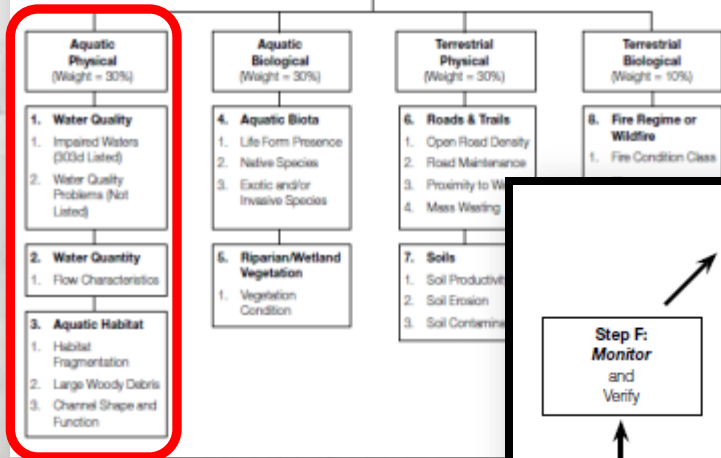 Aquatic
Physical
(Weight = 30%)
Aquatic
Biological
(Weight = 30%)
Terrestrial
Physical
(Weight = 30%)
Terrestrial
Biological
(Weight = 10%)
1. Water Quality
1. Impaired Waters
(303d Listed)
2. Water Quality
Problems (Not
Listed)
2. Water Quantity
1. Flow Characteristics
3. Aquatic Habitat
1. Habitat
Fragmentation
2. Large Woody Debris
3. Channel Shape and
Function
4. Aquatic Biota
1. Life Form Presence
2. Native Species
3. Exotic and/or
Invasive Species
5. Riparian/Wetland
Vegetation
1. Vegetation
Condition
6. Roads & Trails
1. Open Road Density
2. Road Maintenance
3. Proximity to
4. Mass Wasting
7. Soils
1. Soil
2. Soil Erosion
3. Soil
8. Fire Regime or
Wildfire
1. Fire Condition Class
Step F:
Monitor
and
Verify